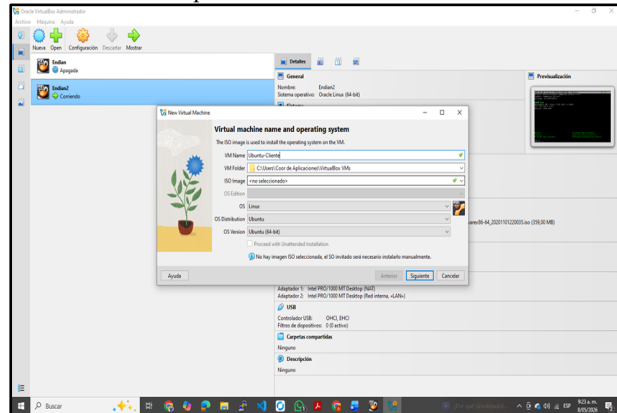 Oracle VirtualBox Administrador
Archivo Máquina Ayuda
Nueva Open Configuración Descartar Mostrar
Endian
Apagada
Endian2
Corriendo
Detalles
General
Nombre: Endian2
Sistema operativo: Oracle Linux (64-bit)
Previsualización
New Virtual Machine
Virtual machine name and operating system
The ISO image is used to install the operating system on the VM.
VM Name Ubuntu-Cliente
VM Folder C:\Users\Coor de Aplicaciones\VirtualBox VMs
ISO Image <no seleccionado>
OS Edition
OS Linux
OS Distribution Ubuntu
OS Version Ubuntu (64-bit)
Proceed with Unattended Installation
No hay imagen ISO seleccionada, el SO invitado será necesario instalarlo manualmente.
Ayuda Anterior Siguiente Cancelar
Adaptador 1: Intel PRO/1000 MT Desktop (NAT)
Adaptador 2: Intel PRO/1000 MT Desktop (Red interna, «LAN»)
USB
Controlador USB: OHCI, EHCI
Filtros de dispositivos: 0 (0 activo)
Carpetas compartidas
Ninguno
Descripción
Ninguno
Buscar
ESP
9:23 a. m.
8/05/2026